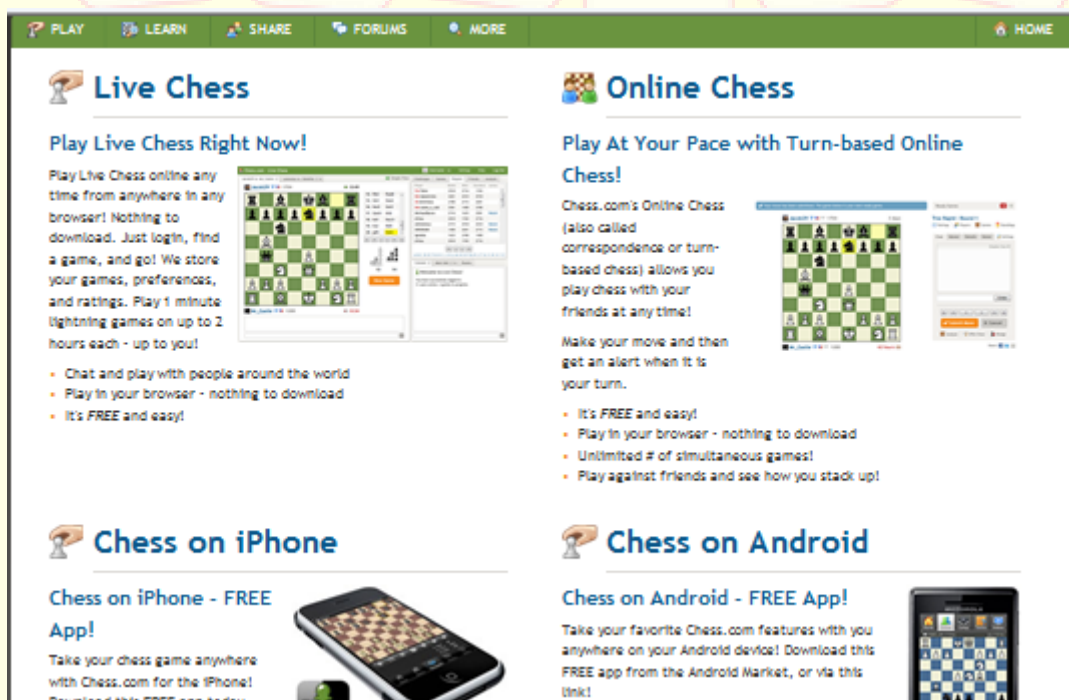 PLAY LEARN SHARE FORUMS MORE HOME
Live Chess
Play Live Chess Right Now!
Play Live Chess online any
time from anywhere in any
browser! Nothing to
download. Just login, find
a game, and go! We store
your games, preferences,
and ratings. Play 1 minute
lightning games on up to 2
hours each - up to you!
Chat and play with people around the world
Play in your browser - nothing to download
It's FREE and easy!
Online Chess
Play At Your Pace with Turn-based Online
Chess!
Chess.com's Online Chess
(also called
correspondence or turn-
based chess) allows you
play chess with your
friends at any time!
Make your move and then
get an alert when it is
your turn.
It's FREE and easy!
Play in your browser - nothing to download
Unlimited # of simultaneous games!
Play against friends and see how you stack up!
Chess on iPhone
Chess on iPhone - FREE
App!
Take your chess game anywhere
with Chess.com for the iPhone!
Download this FREE app today
Chess on Android
Chess on Android - FREE App!
Take your favorite Chess.com features with you
anywhere on your Android device! Download this
FREE app from the Android Market, or via this
link!
MOTOROLA